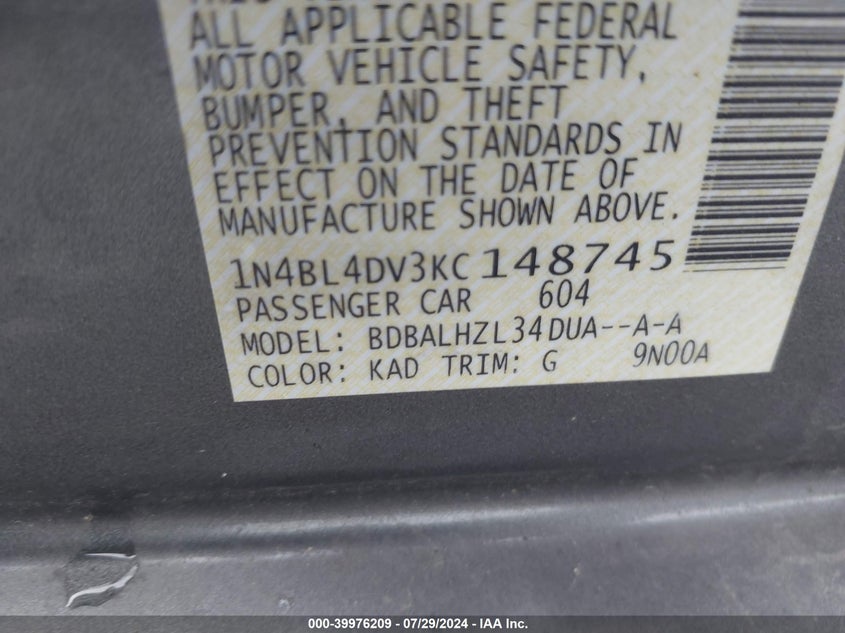 ALL APPLICABLE FEDERAL
MOTOR VEHICLE SAFETY,
BUMPER, AND THEFT
PREVENTION STANDARDS IN
EFFECT ON THE DATE OF
MANUFACTURE SHOWN ABOVE.
1N4BL4DV3KC148745
PASSENGER CAR 604
MODEL: BDBALHZL34DUA--A-A
COLOR: KAD TRIM: G 9N00A
000-39976209 - 07/29/2024 - IAA Inc.